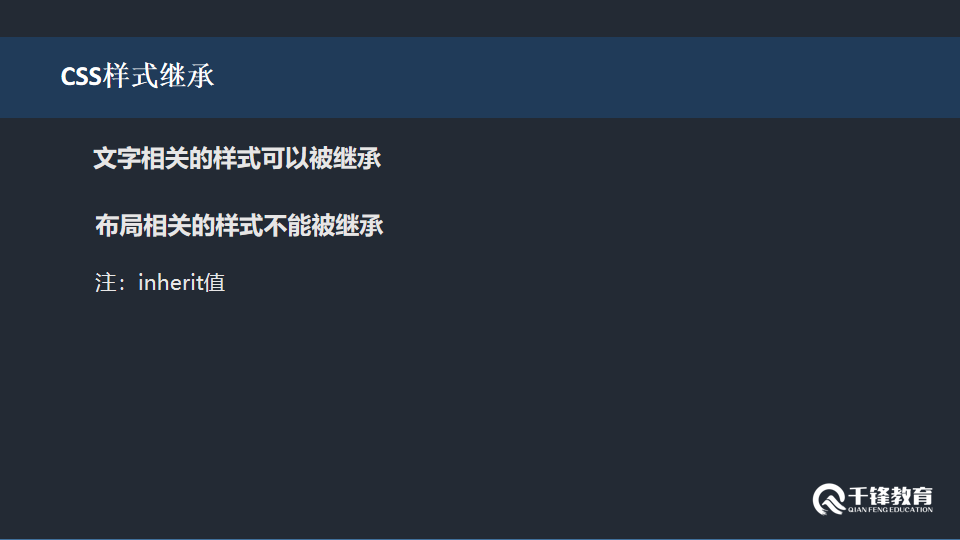 CSS样式继承
文字相关的样式可以被继承
布局相关的样式不能被继承
注：inherit值
千锋教育
QIAN FENG EDUCATION